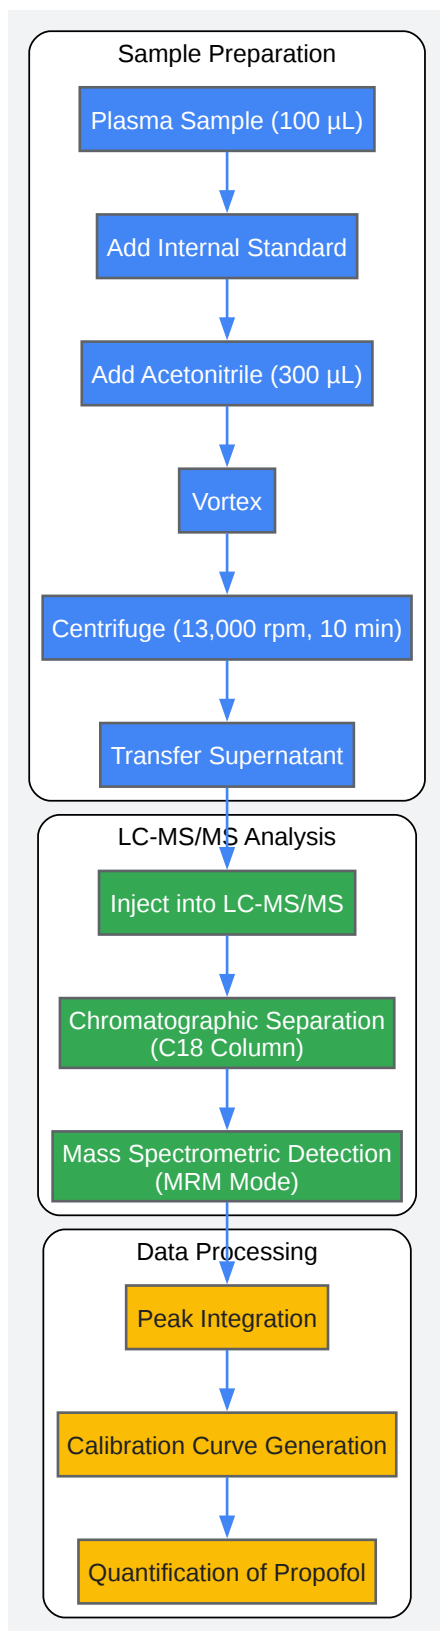 Sample Preparation
Plasma Sample (100 µL)
Add Internal Standard
Add Acetonitrile (300 µL)
Vortex
Centrifuge (13,000 rpm, 10 min)
Transfer Supernatant
LC-MS/MS Analysis
Inject into LC-MS/MS
Chromatographic Separation
(C18 Column)
Mass Spectrometric Detection
(MRM Mode)
Data Processing
Peak Integration
Calibration Curve Generation
Quantification of Propofol